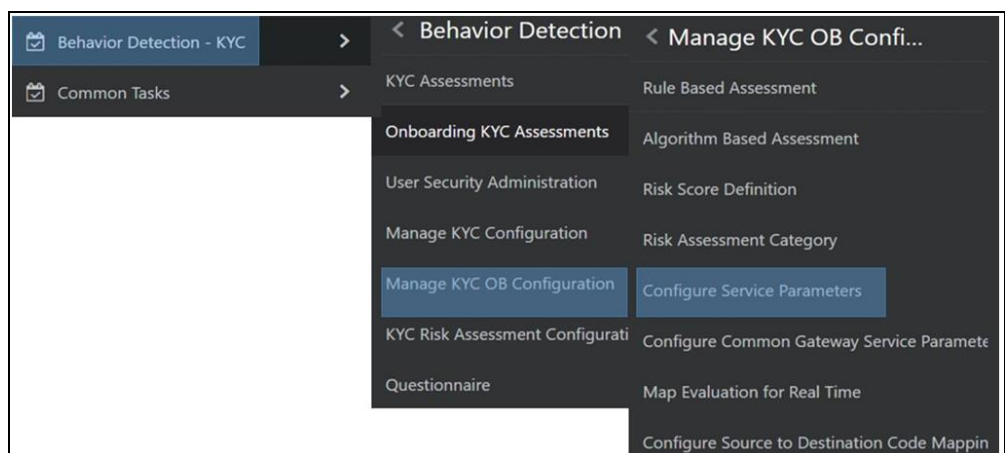 Behavior Detection - KYC >
Common Tasks >
< Behavior Detection
KYC Assessments
Onboarding KYC Assessments
User Security Administration
Manage KYC Configuration
Manage KYC OB Configuration
KYC Risk Assessment Configurati
Questionnaire
< Manage KYC OB Confi...
Rule Based Assessment
Algorithm Based Assessment
Risk Score Definition
Risk Assessment Category
Configure Service Parameters
Configure Common Gateway Service Paramete
Map Evaluation for Real Time
Configure Source to Destination Code Mappin